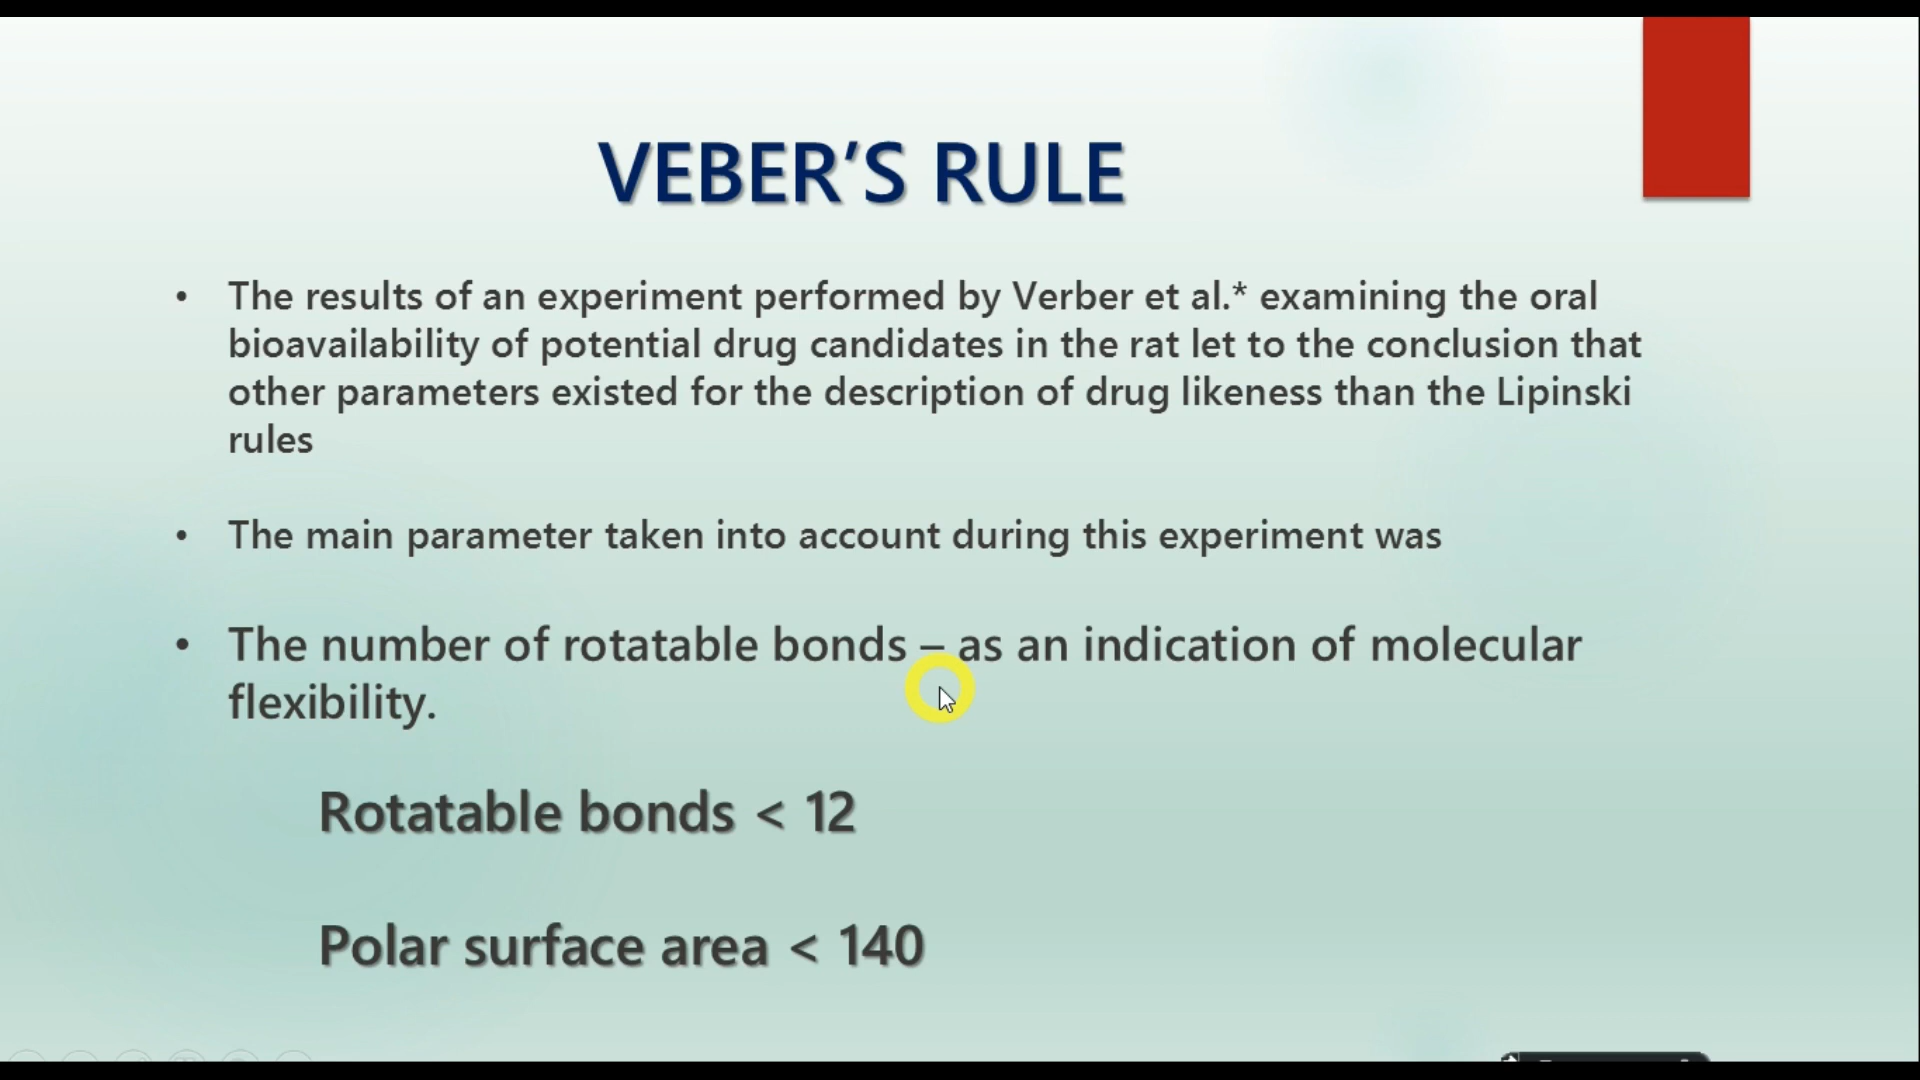 VEBER’S RULE
• The results of an experiment performed by Verber et al.* examining the oral
bioavailability of potential drug candidates in the rat let to the conclusion that
other parameters existed for the description of drug likeness than the Lipinski
rules
• The main parameter taken into account during this experiment was
• The number of rotatable bonds – as an indication of molecular
flexibility.
Rotatable bonds < 12
Polar surface area < 140